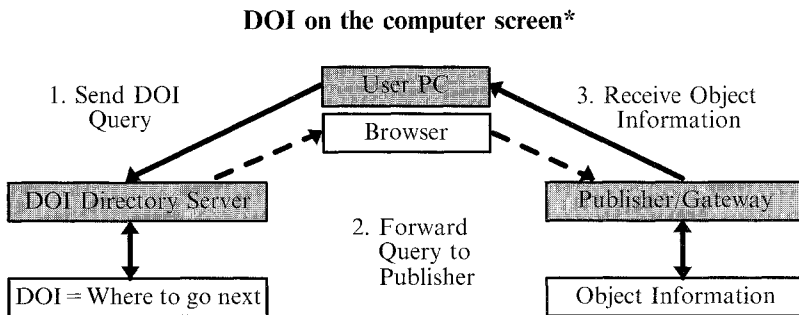 DOI on the computer screen*
User PC
1. Send DOI
Query
3. Receive Object
Information
Browser
DOI Directory Server
Publisher/Gateway
2. Forward
Query to
Publisher
DOI = Where to go next
Object Information